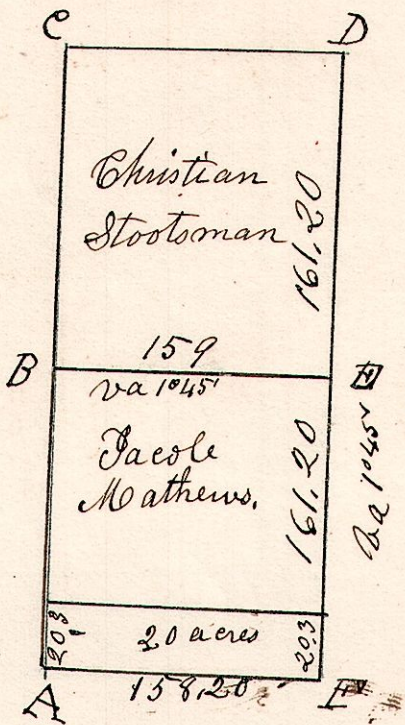 C D
Christian
Stootsman
161.20
159
B
va 1°45'
va 1°45'
Jacob
Mathews.
161.20
20.3
20 acres
20.3
A 158,20 E